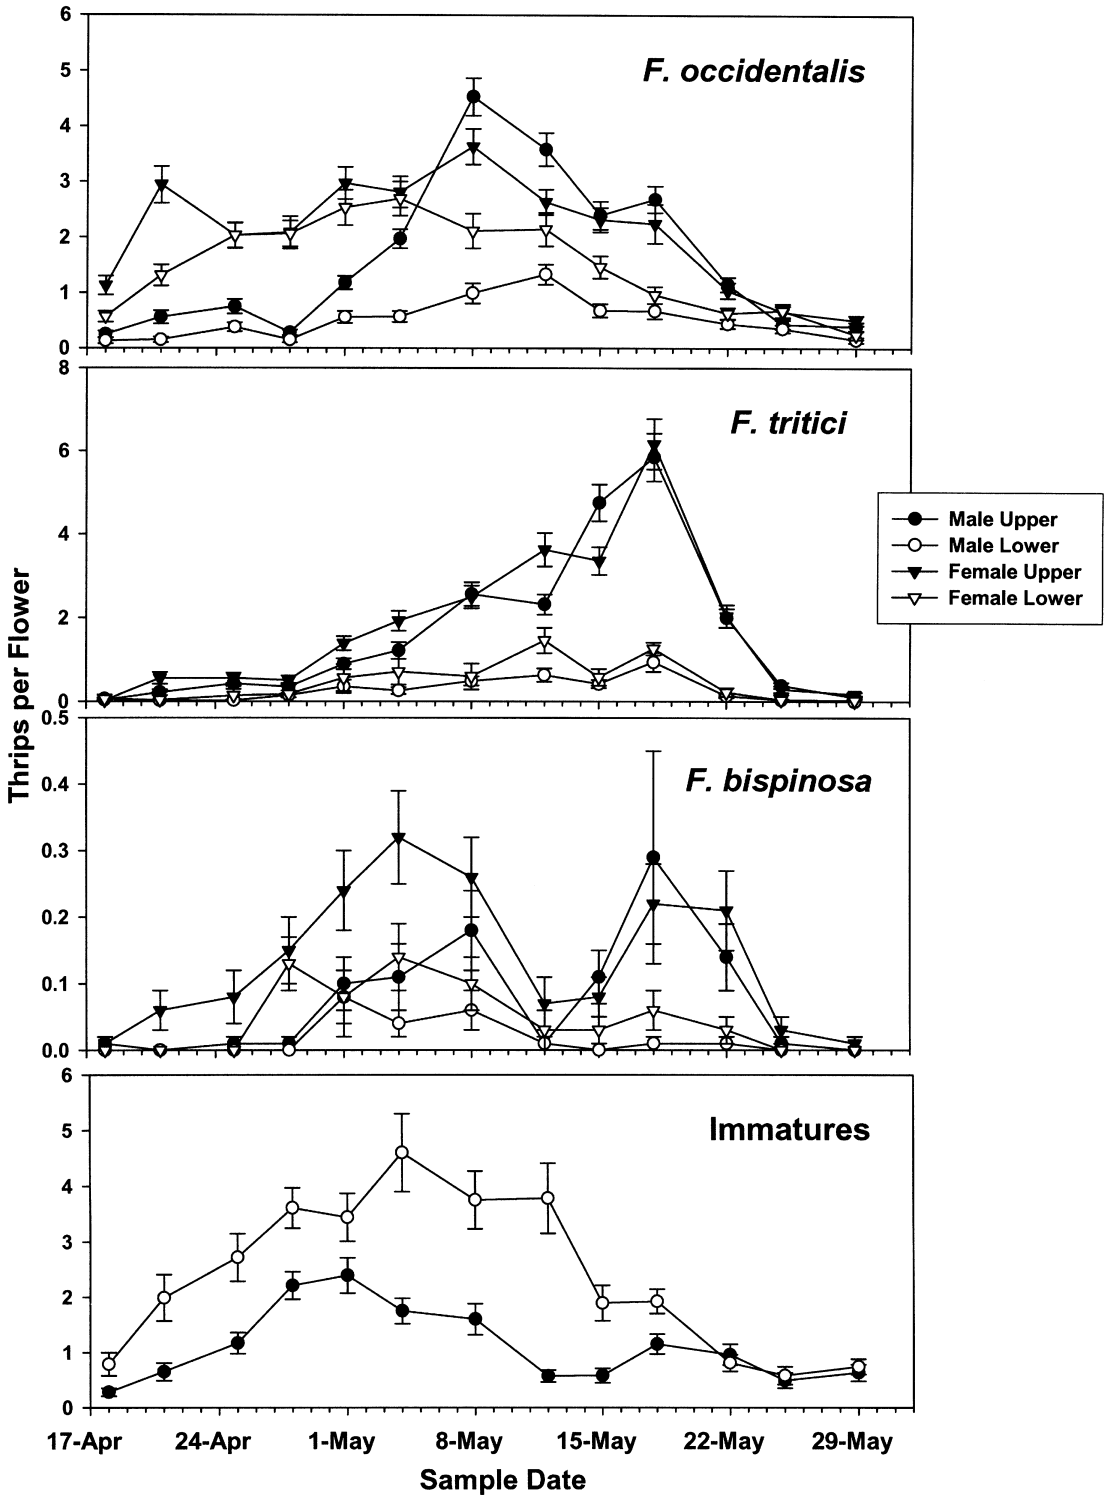 6
5
4
3
2
1
0
F. occidentalis
8
6
4
2
0
F. tritici
Male Upper
Male Lower
Female Upper
Female Lower
Thrips per Flower
0.5
0.4
0.3
0.2
0.1
0.0
F. bispinosa
6
5
4
3
2
1
0
Immatures
17-Apr 24-Apr 1-May 8-May 15-May 22-May 29-May
Sample Date